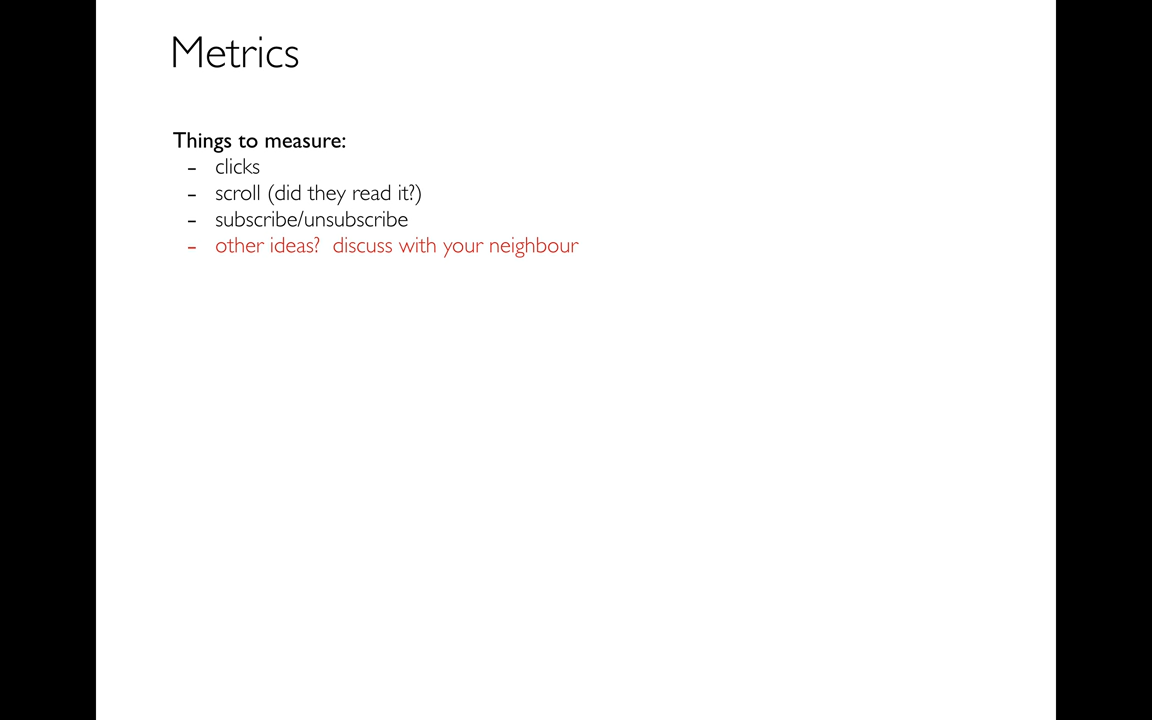 Metrics
Things to measure:
- clicks
- scroll (did they read it?)
- subscribe/unsubscribe
- other ideas?  discuss with your neighbour